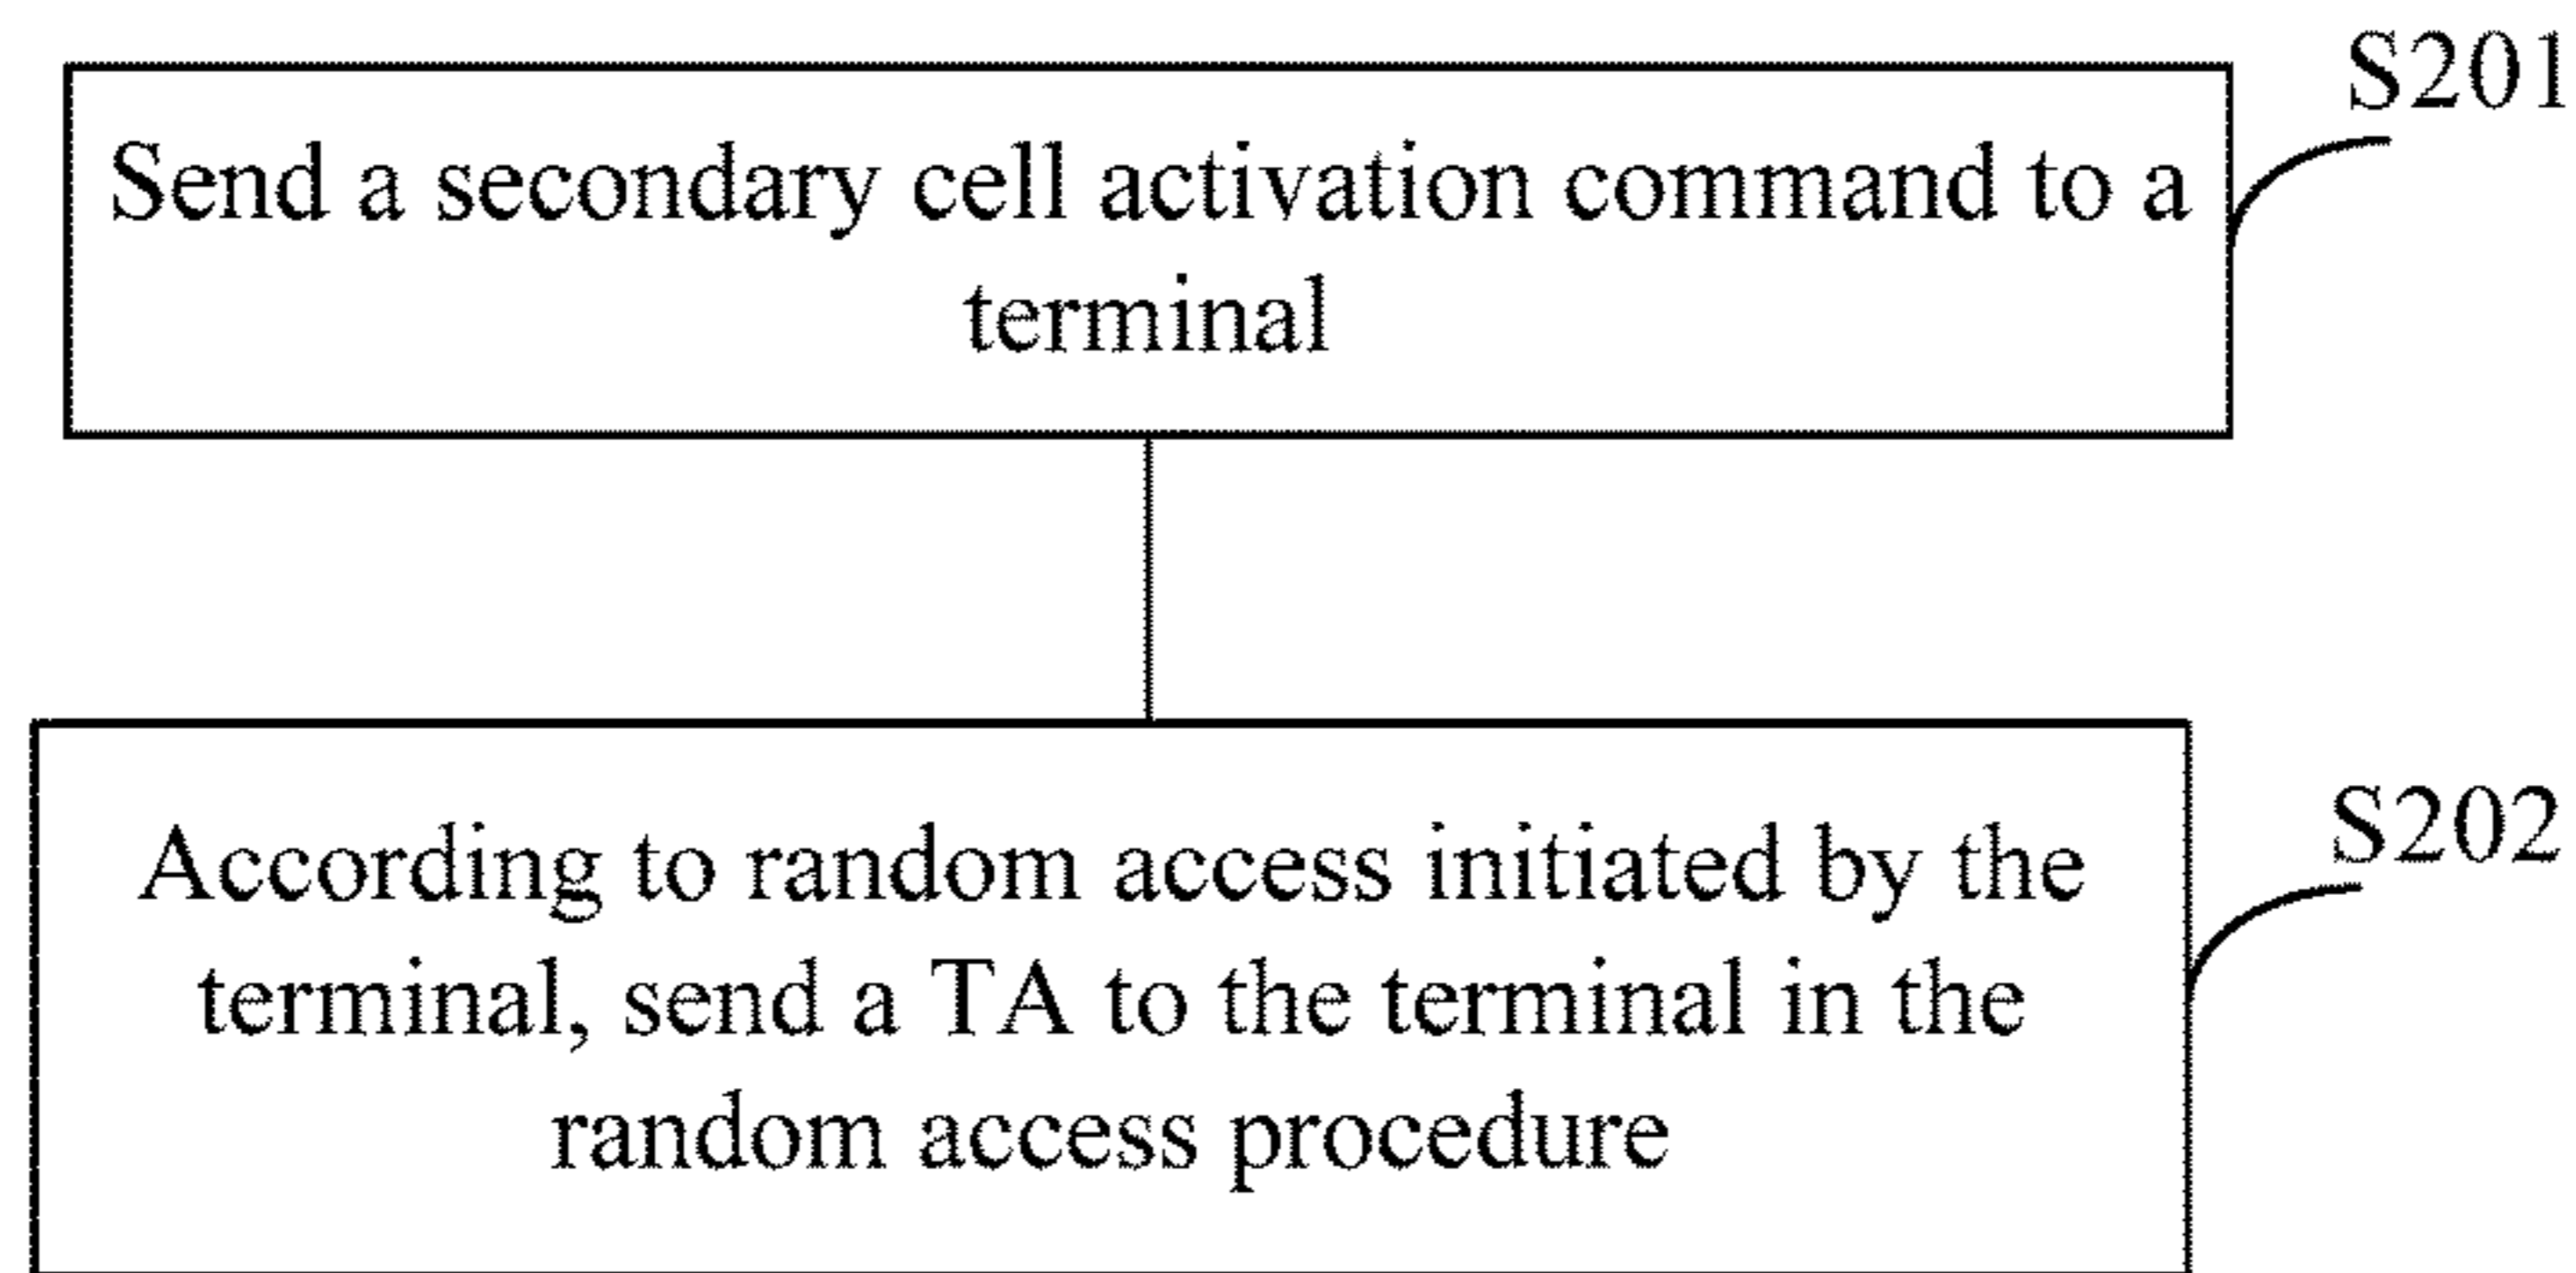 S201
Send a secondary cell activation command to a
terminal
S202
According to random access initiated by the
terminal, send a TA to the terminal in the
random access procedure